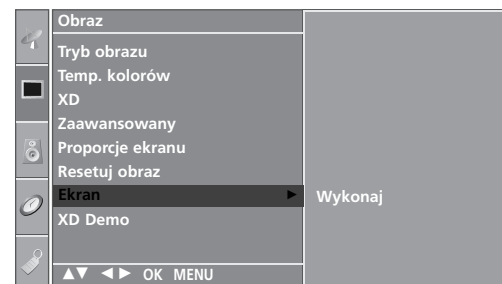 Obraz
Tryb obrazu
Temp. kolorów
XD
Zaawansowany
Proporcje ekranu
Resetuj obraz
Ekran ► Wykonaj
XD Demo
▲▼ ◄► OK MENU